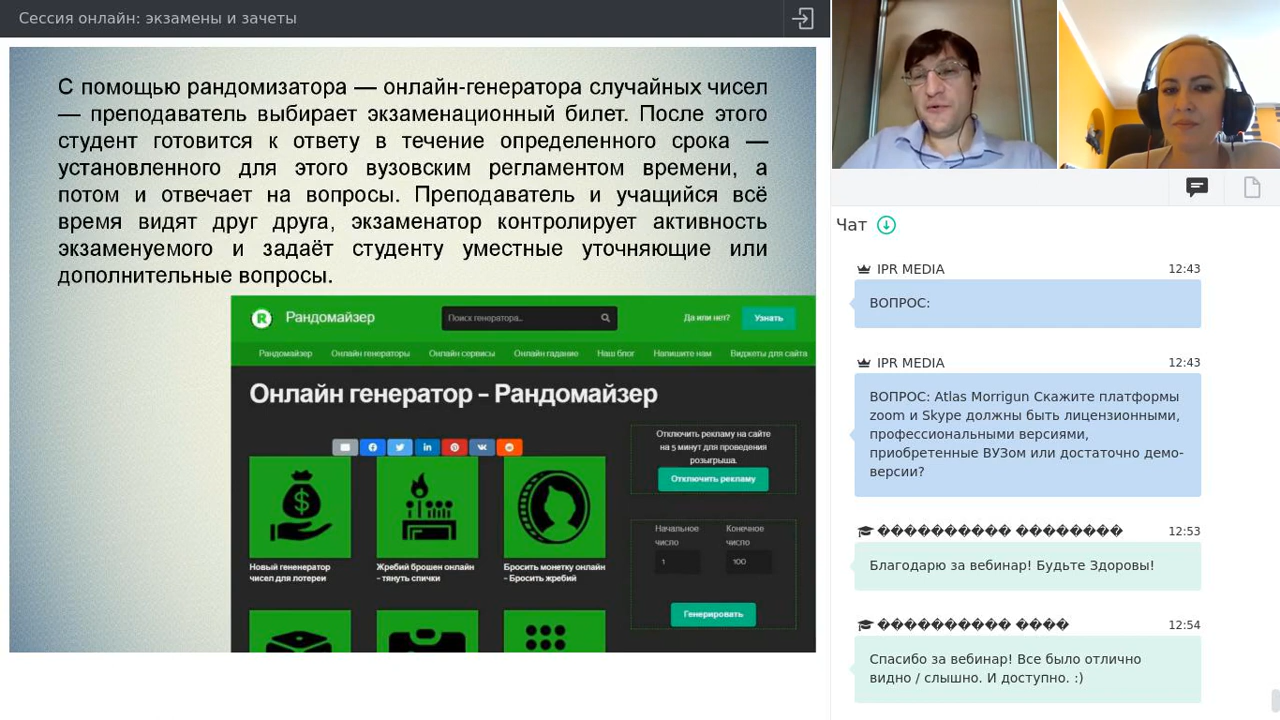 Сессия онлайн: экзамены и зачеты
С помощью рандомизатора — онлайн-генератора случайных чисел
— преподаватель выбирает экзаменационный билет. После этого
студент готовится к ответу в течение определенного срока —
установленного для этого вузовским регламентом времени, а
потом и отвечает на вопросы. Преподаватель и учащийся всё
время видят друг друга, экзаменатор контролирует активность
экзаменуемого и задаёт студенту уместные уточняющие или
дополнительные вопросы.
R Рандомайзер Поиск генератора... Да или нет? Узнать
Рандомайзер Онлайн генераторы Онлайн сервисы Онлайн гадание Наш блог Напишите нам Виджеты для сайта
Онлайн генератор – Рандомайзер
Новый гененератор
чисел для лотереи
Жребий брошен онлайн
- тянуть спички
Бросить монетку онлайн
- Бросить жребий
Отключить рекламу на сайте
на 5 минут для проведения
розыгрыша.
Отключить рекламу
Начальное
число
Конечное
число
1 100
Генерировать
Чат
IPR MEDIA 12:43
ВОПРОС:
IPR MEDIA 12:43
ВОПРОС: Atlas Morrigun Скажите платформы
zoom и Skype должны быть лицензионными,
профессиональными версиями,
приобретенные ВУЗом или достаточно демо-
версии?
���������� �������� 12:53
Благодарю за вебинар! Будьте Здоровы!
���������� ���� 12:54
Спасибо за вебинар! Все было отлично
видно / слышно. И доступно. :)